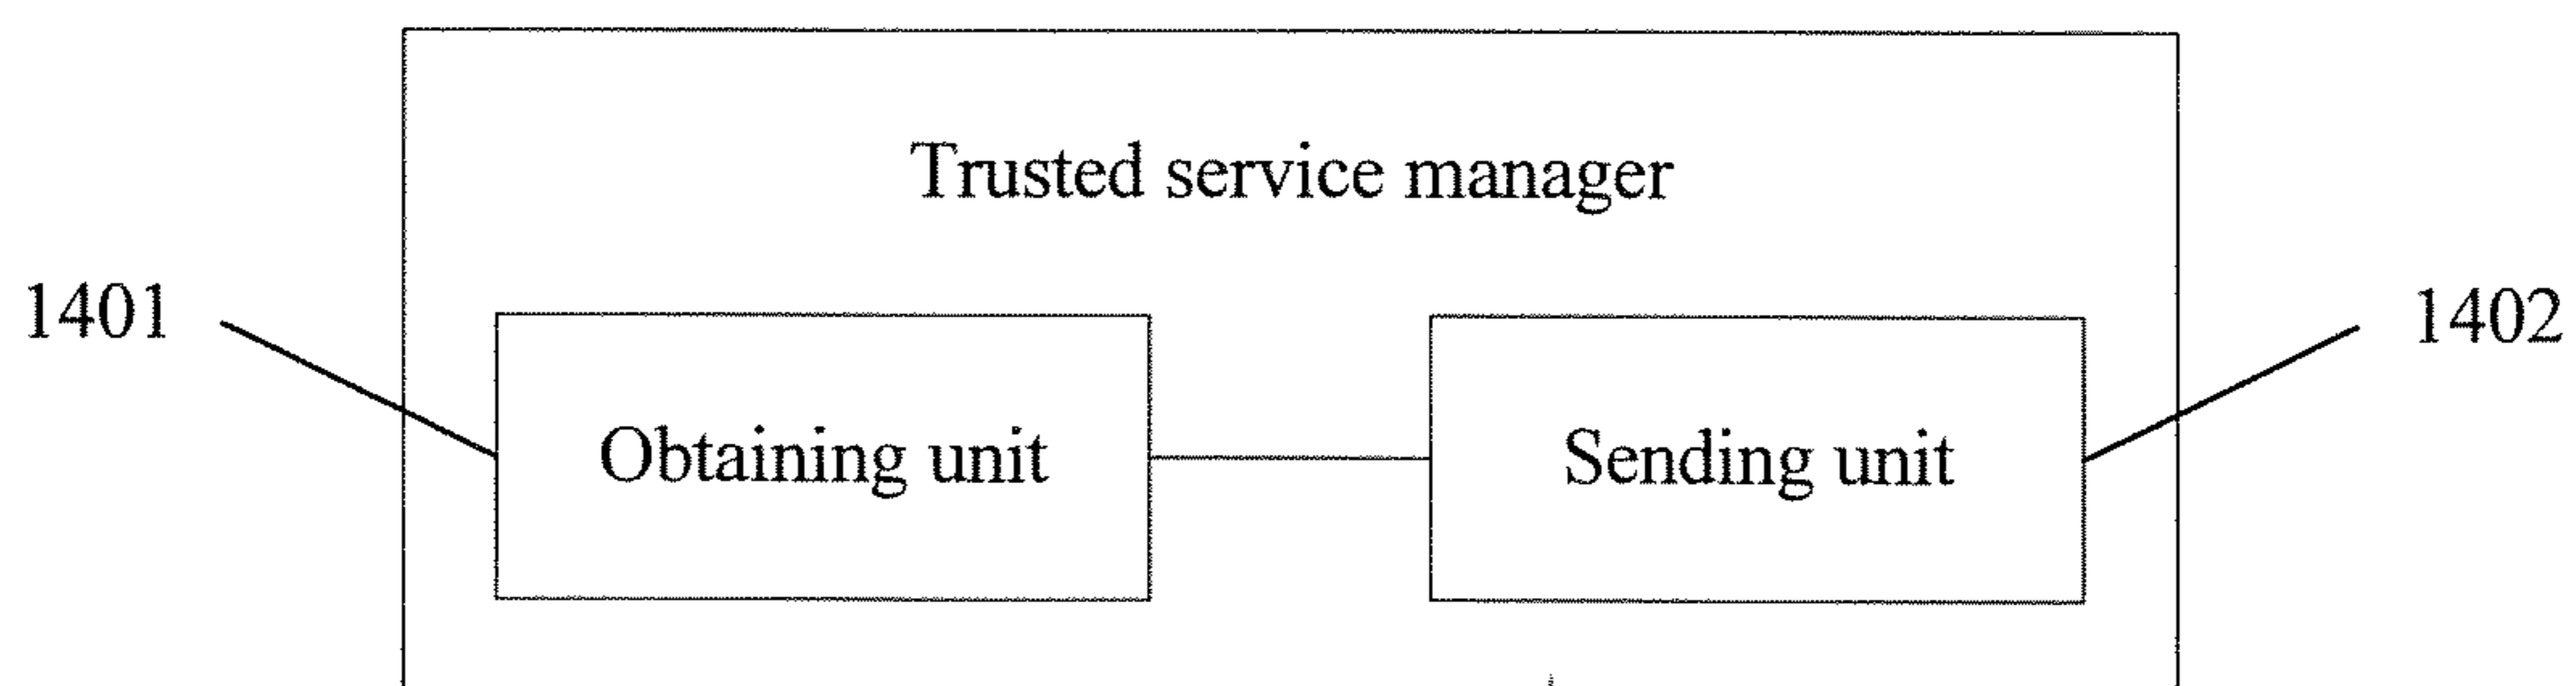 Trusted service manager
1401
1402
Obtaining unit
Sending unit